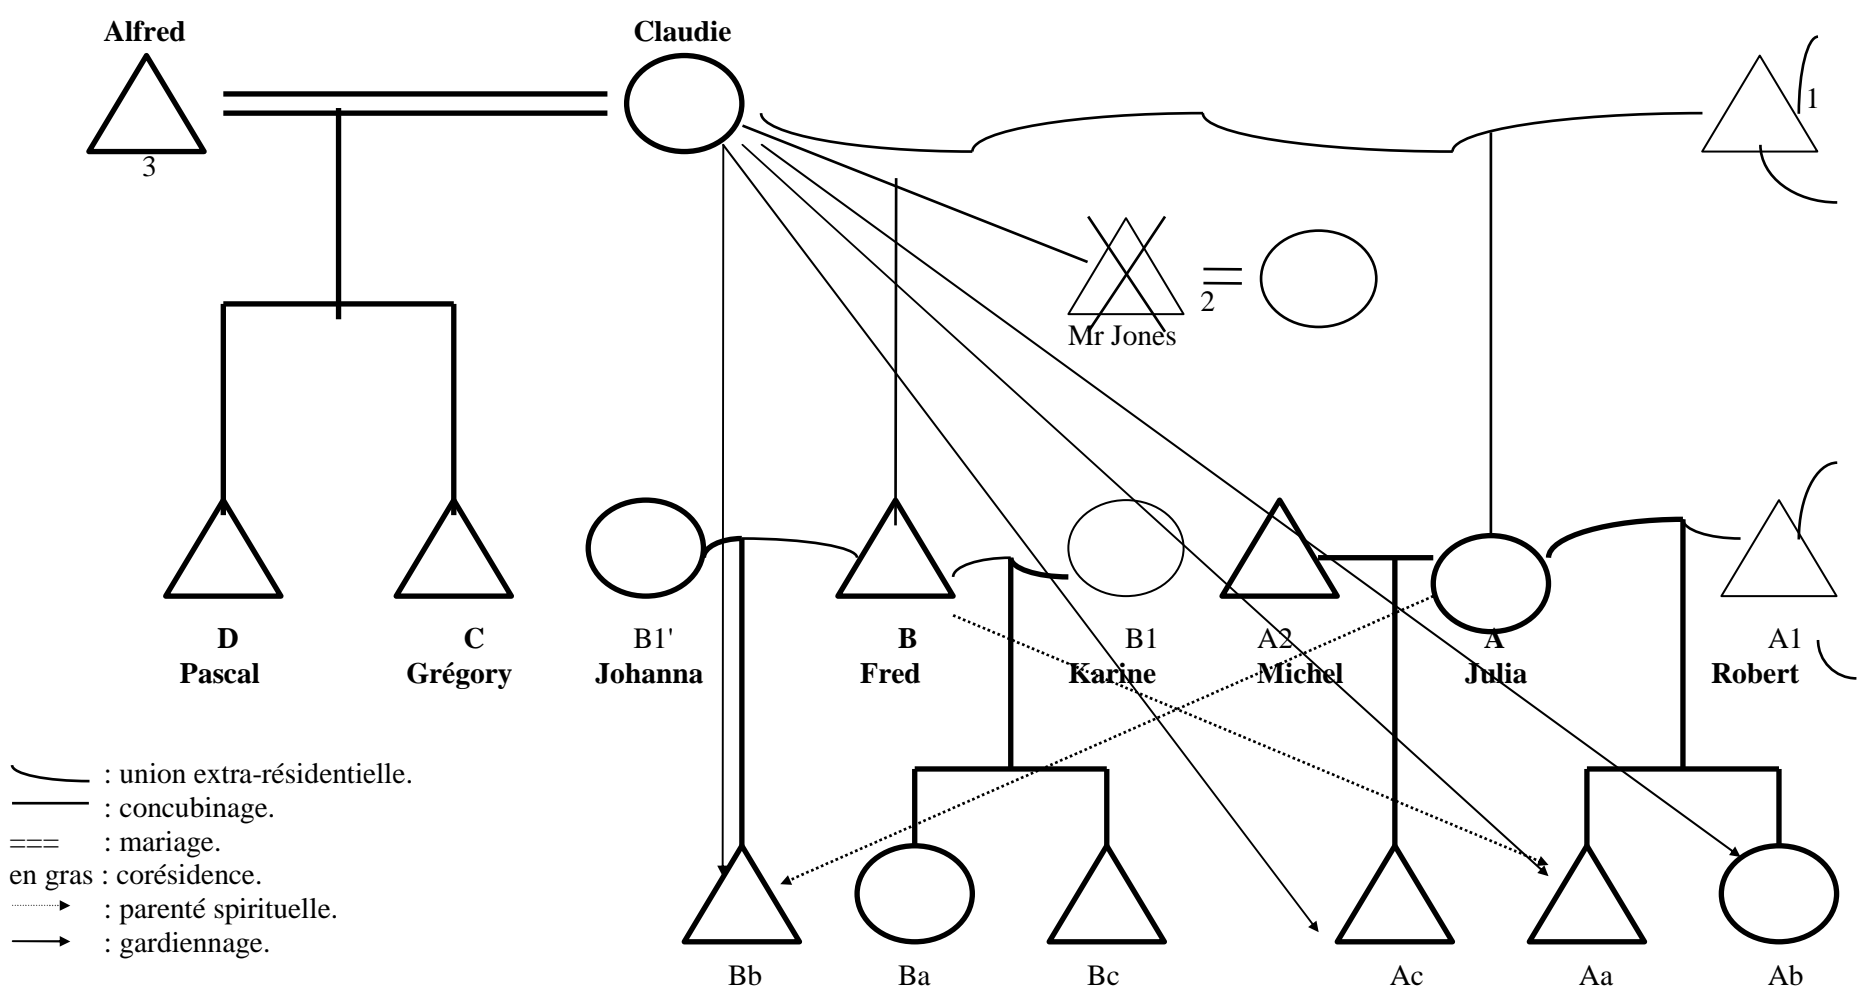 Alfred
Claudie
1
3
2
Mr Jones
D
C
B1'
B
B1
A2
A
A1
Pascal
Grégory
Johanna
Fred
Karine
Michel
Julia
Robert
: union extra-résidentielle.
: concubinage.
=== : mariage.
en gras : corésidence.
: parenté spirituelle.
: gardiennage.
Bb
Ba
Bc
Ac
Aa
Ab